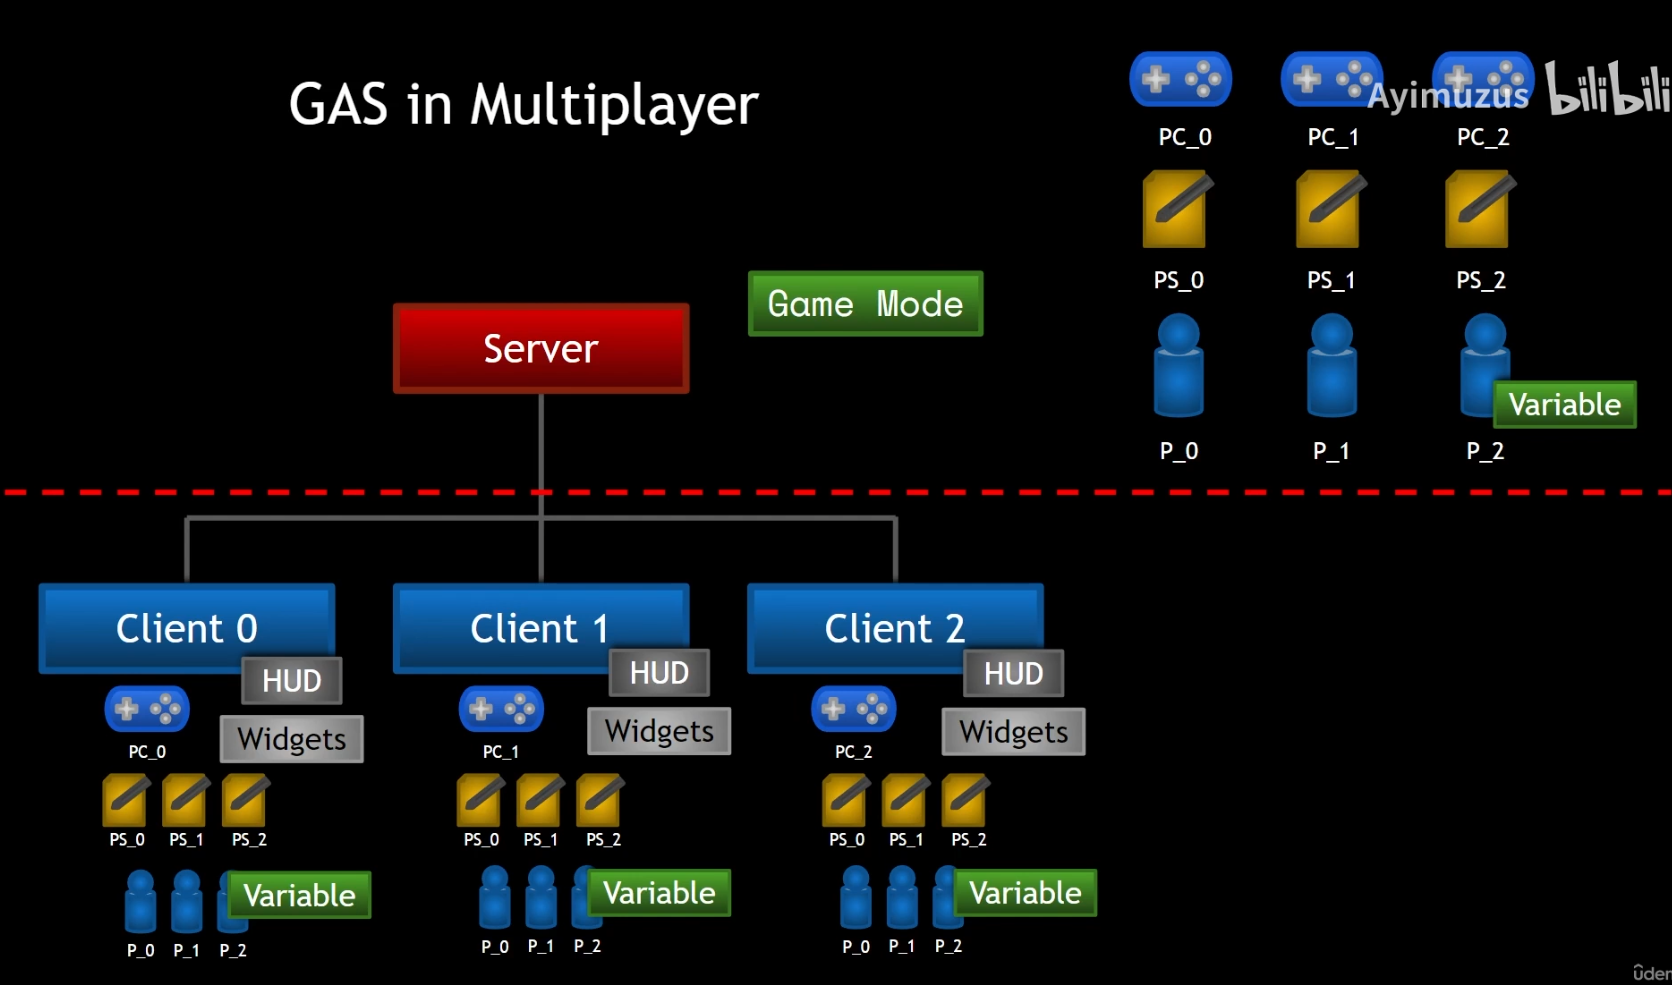 GAS in Multiplayer
Ayimuzus bilibili
PC_0 PC_1 PC_2
PS_0 PS_1 PS_2
Game Mode
Server
Variable
P_0 P_1 P_2
Client 0 Client 1 Client 2
HUD HUD HUD
Widgets Widgets Widgets
PC_0 PC_1 PC_2
PS_0 PS_1 PS_2 PS_0 PS_1 PS_2 PS_0 PS_1 PS_2
Variable Variable Variable
P_0 P_1 P_2 P_0 P_1 P_2 P_0 P_1 P_2
ûdem